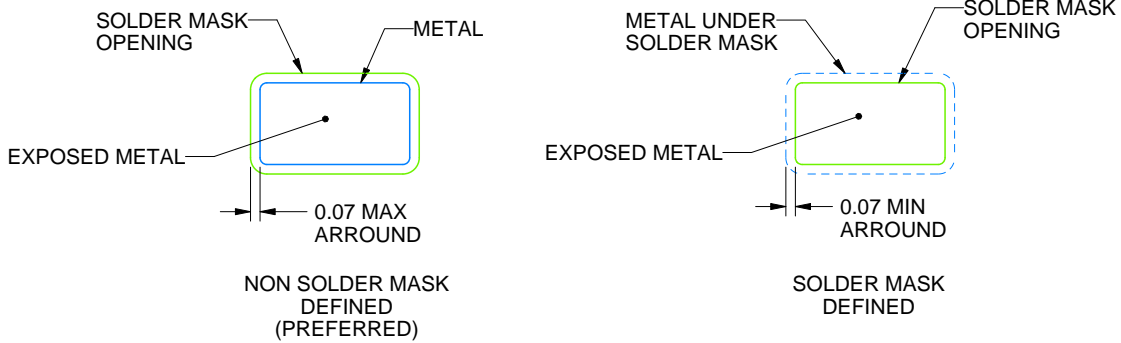 SOLDER MASK
OPENING
METAL
EXPOSED METAL
0.07 MAX
ARROUND
NON SOLDER MASK
DEFINED
(PREFERRED)
METAL UNDER
SOLDER MASK
SOLDER MASK
OPENING
EXPOSED METAL
0.07 MIN
ARROUND
SOLDER MASK
DEFINED